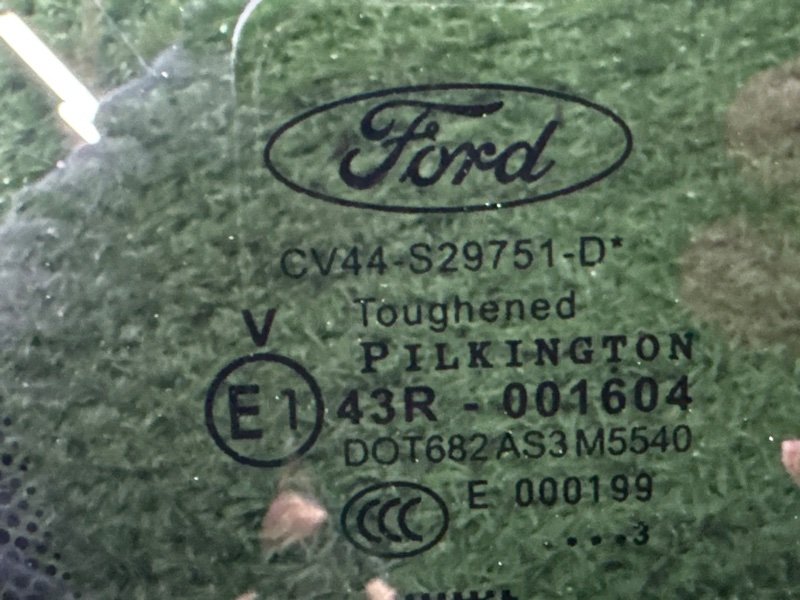 Ford
CV44-S29751-D*
Toughened
V
PILKINGTON
E1 43R - 001604
DOT682 AS3 M5540
CCC E 000199
....3